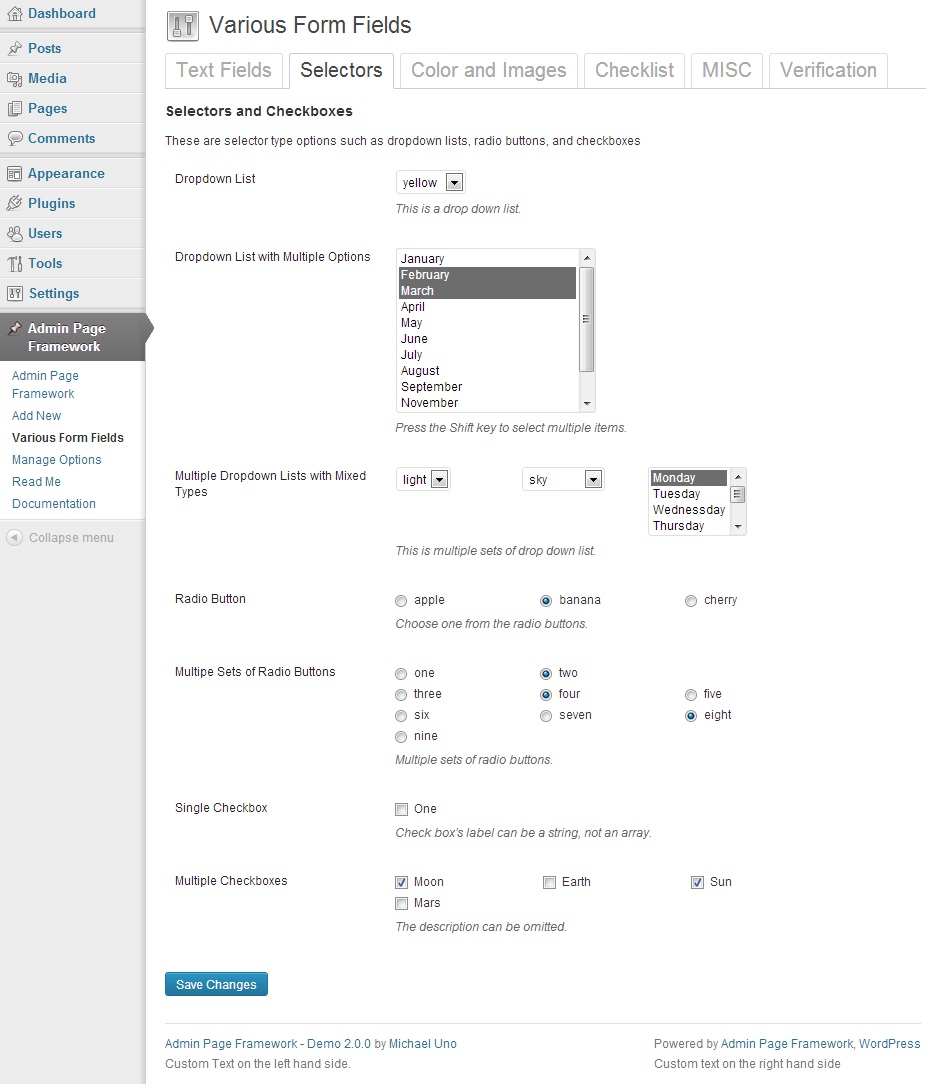 Dashboard
Posts
Media
Pages
Comments
Appearance
Plugins
Users
Tools
Settings
Admin Page
Framework
Admin Page
Framework
Add New
Various Form Fields
Manage Options
Read Me
Documentation
Collapse menu
Various Form Fields
Text Fields
Selectors
Color and Images
Checklist
MISC
Verification
Selectors and Checkboxes
These are selector type options such as dropdown lists, radio buttons, and checkboxes
Dropdown List
yellow
This is a drop down list.
Dropdown List with Multiple Options
January
February
March
April
May
June
July
August
September
November
Press the Shift key to select multiple items.
Multiple Dropdown Lists with Mixed
Types
light
sky
Monday
Tuesday
Wednessday
Thursday
This is multiple sets of drop down list.
Radio Button
apple banana cherry
Choose one from the radio buttons.
Multipe Sets of Radio Buttons
one two
three four five
six seven eight
nine
Multiple sets of radio buttons.
Single Checkbox
One
Check box's label can be a string, not an array.
Multiple Checkboxes
Moon Earth Sun
Mars
The description can be omitted.
Save Changes
Admin Page Framework - Demo 2.0.0 by Michael Uno
Custom Text on the left hand side.
Powered by Admin Page Framework, WordPress
Custom text on the right hand side